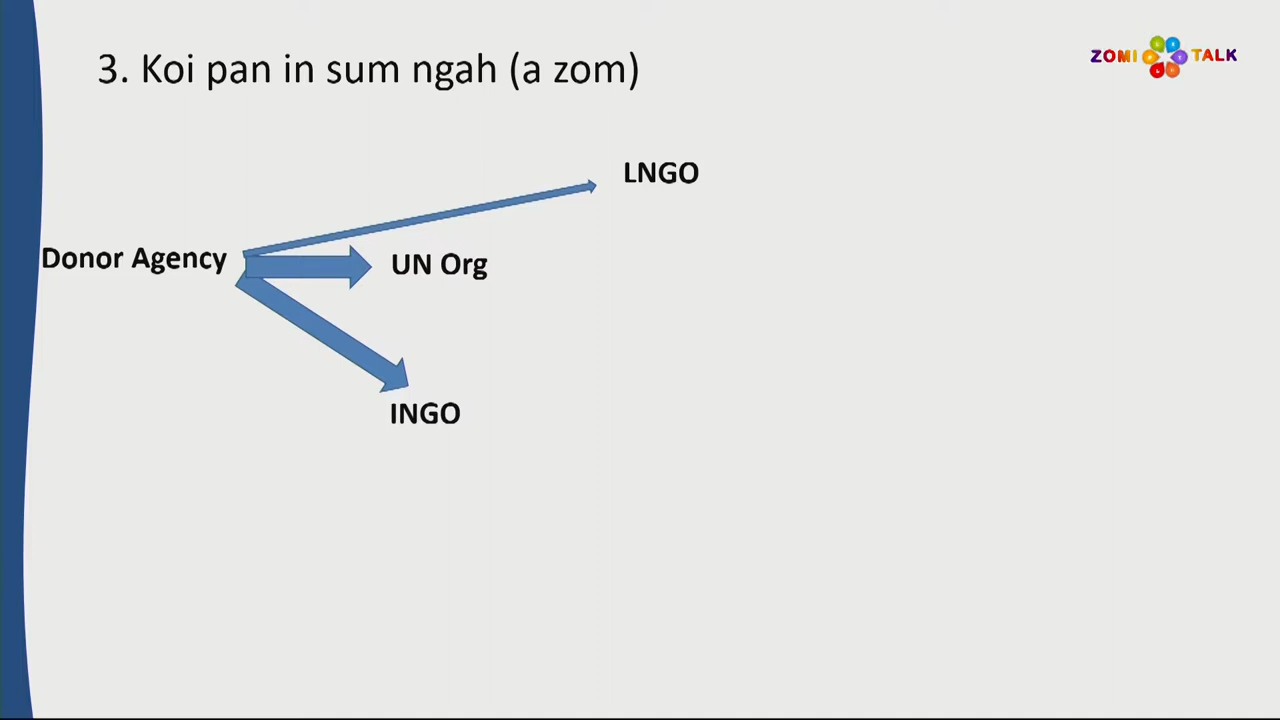 3. Koi pan in sum ngah (a zom)
ZOMI TALK
LNGO
Donor Agency
UN Org
INGO